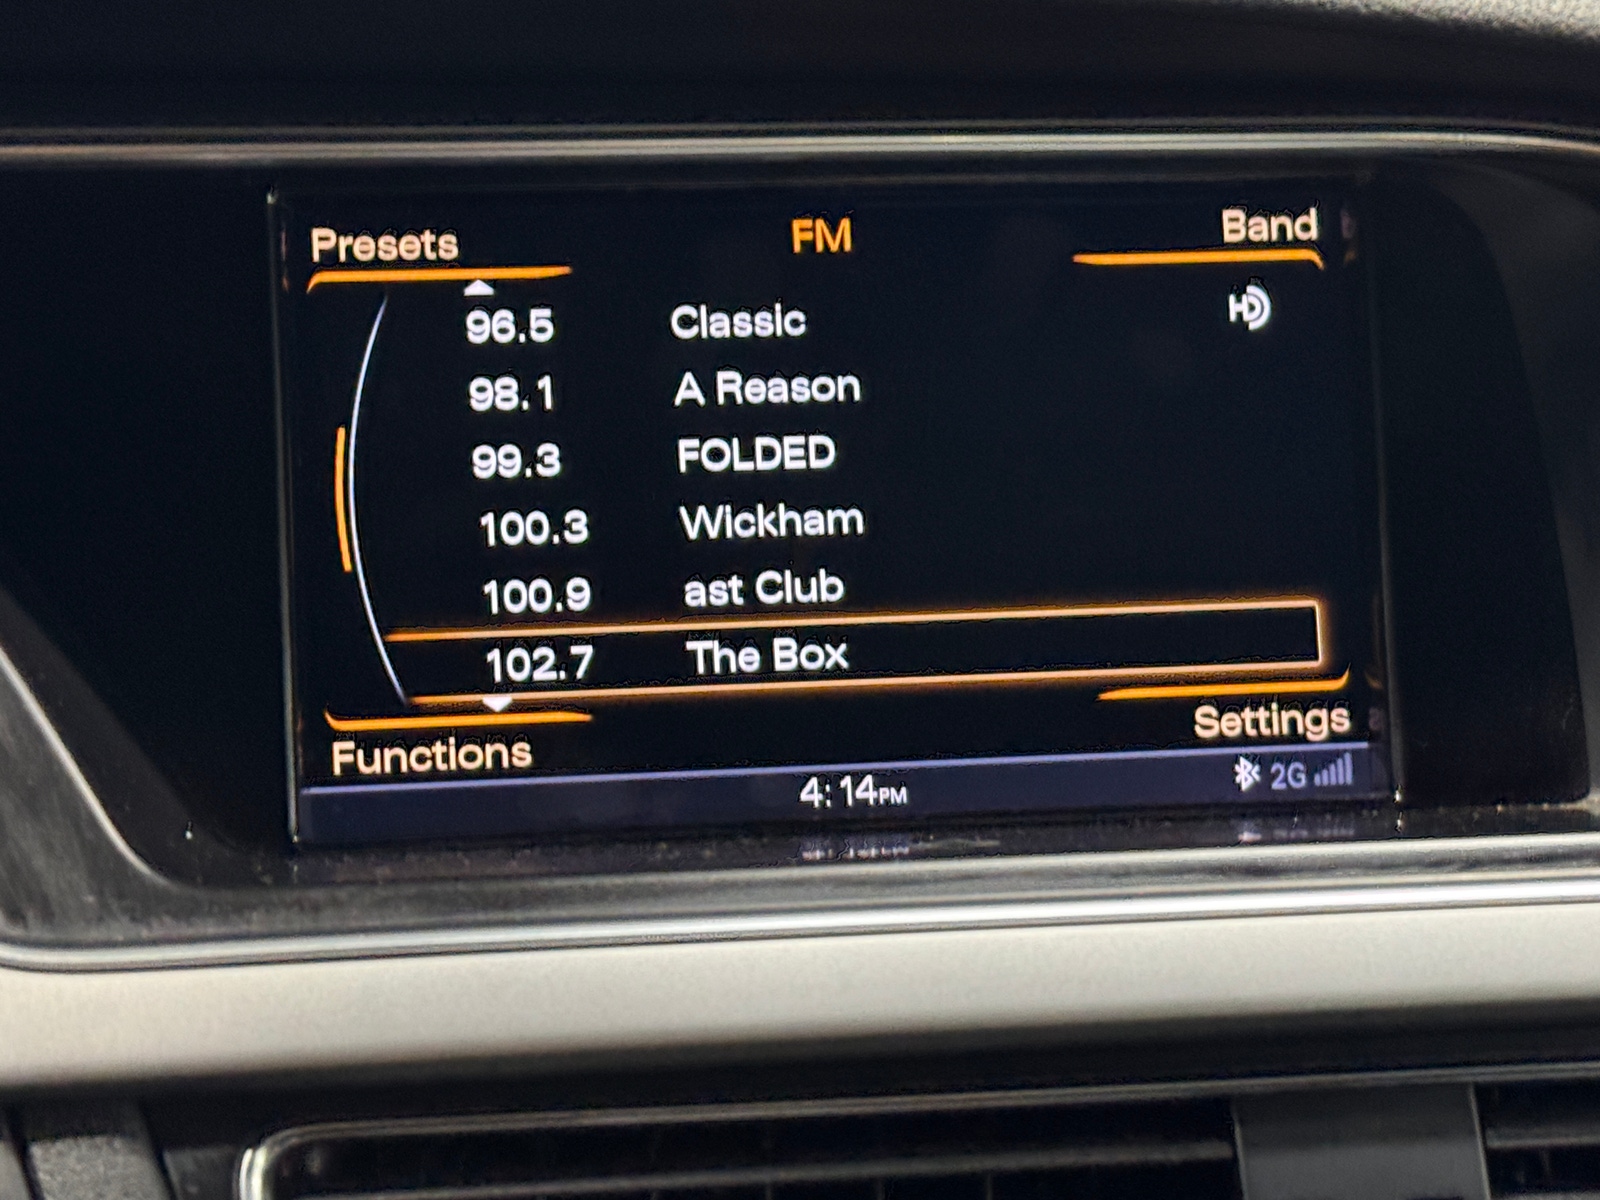 Presets FM Band
96.5 Classic HD
98.1 A Reason
99.3 FOLDED
100.3 Wickham
100.9 ast Club
102.7 The Box
Functions Settings
4:14PM 2G